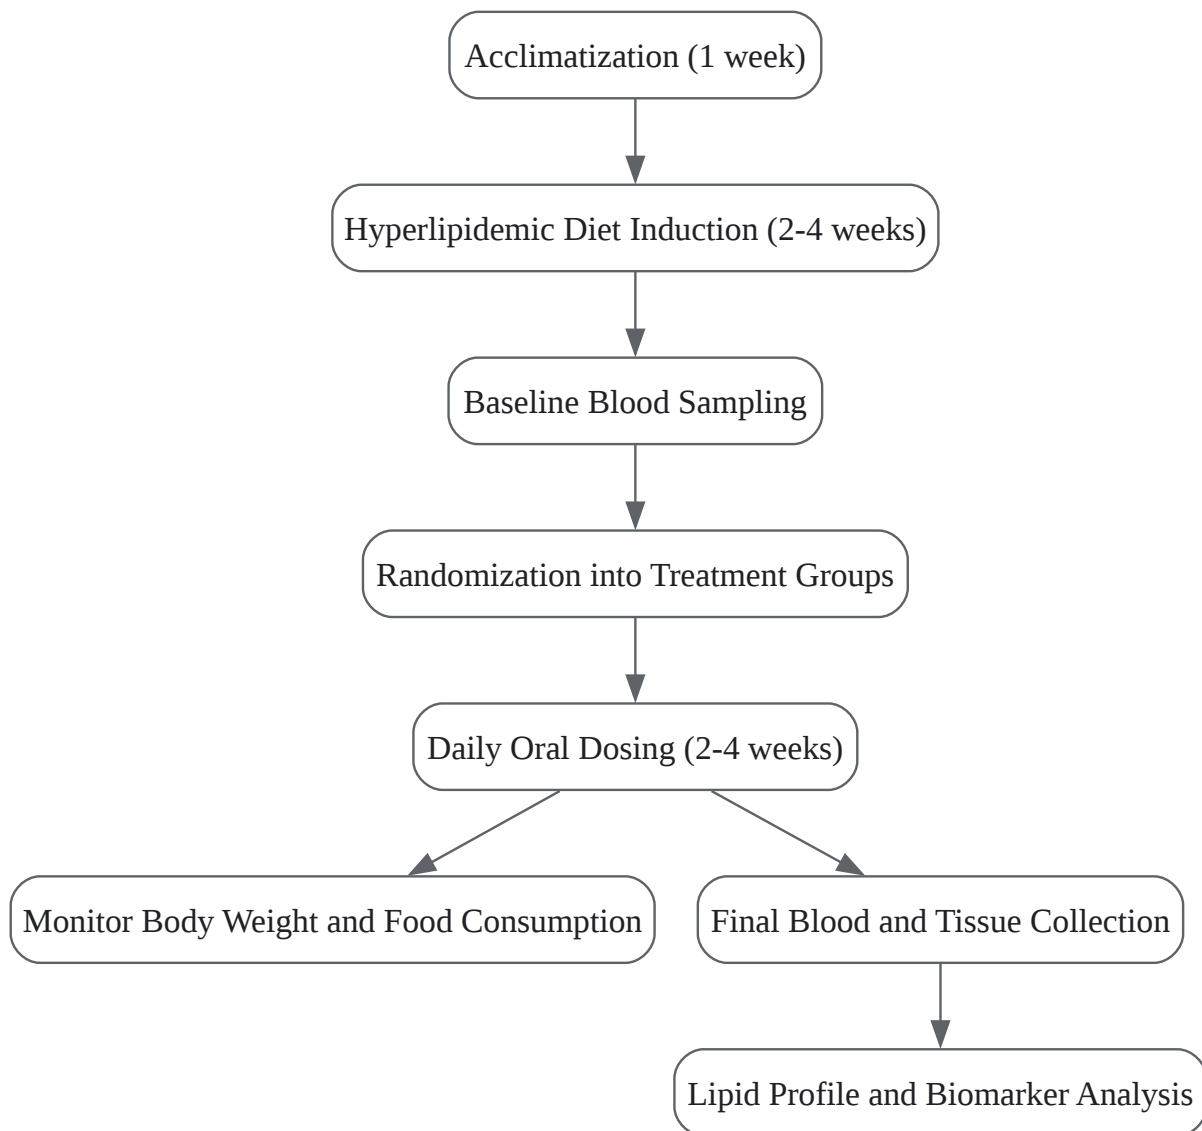 Acclimatization (1 week)
Hyperlipidemic Diet Induction (2-4 weeks)
Baseline Blood Sampling
Randomization into Treatment Groups
Daily Oral Dosing (2-4 weeks)
Monitor Body Weight and Food Consumption
Final Blood and Tissue Collection
Lipid Profile and Biomarker Analysis